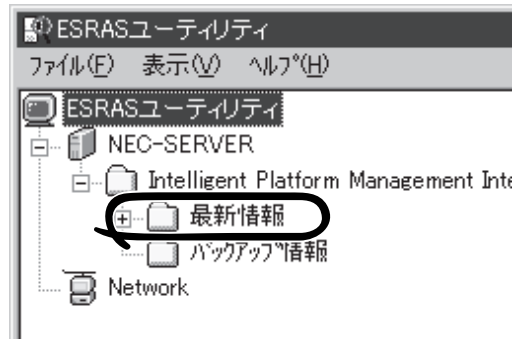 ESRASユーティリティ
ファイル(F) 表示(V) ヘルプ(H)
ESRASユーティリティ
NEC-SERVER
Intelligent Platform Management Inte
最新情報
バックアップ情報
Network